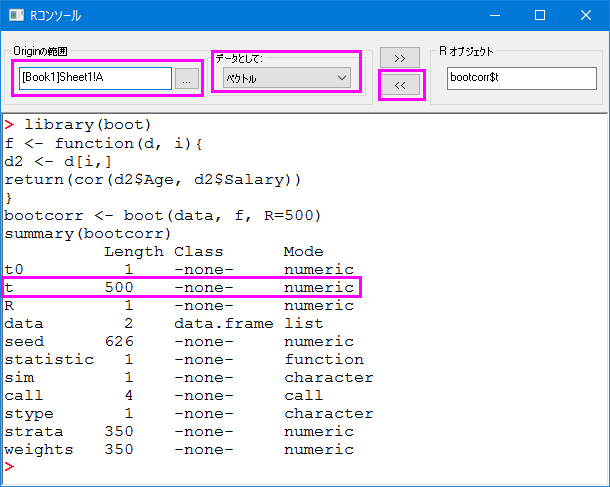 Rコンソール
Originの範囲
データとして:
R オブジェクト
[Book1]Sheet1!A
...
ベクトル
>>
<<
bootcorr$t
> library(boot)
f <- function(d, i){
d2 <- d[i,]
return(cor(d2$Age, d2$Salary))
}
bootcorr <- boot(data, f, R=500)
summary(bootcorr)
Length Class Mode
t0 1 -none- numeric
t 500 -none- numeric
R 1 -none- numeric
data 2 data.frame list
seed 626 -none- numeric
statistic 1 -none- function
sim 1 -none- character
call 4 -none- call
stype 1 -none- character
strata 350 -none- numeric
weights 350 -none- numeric
>